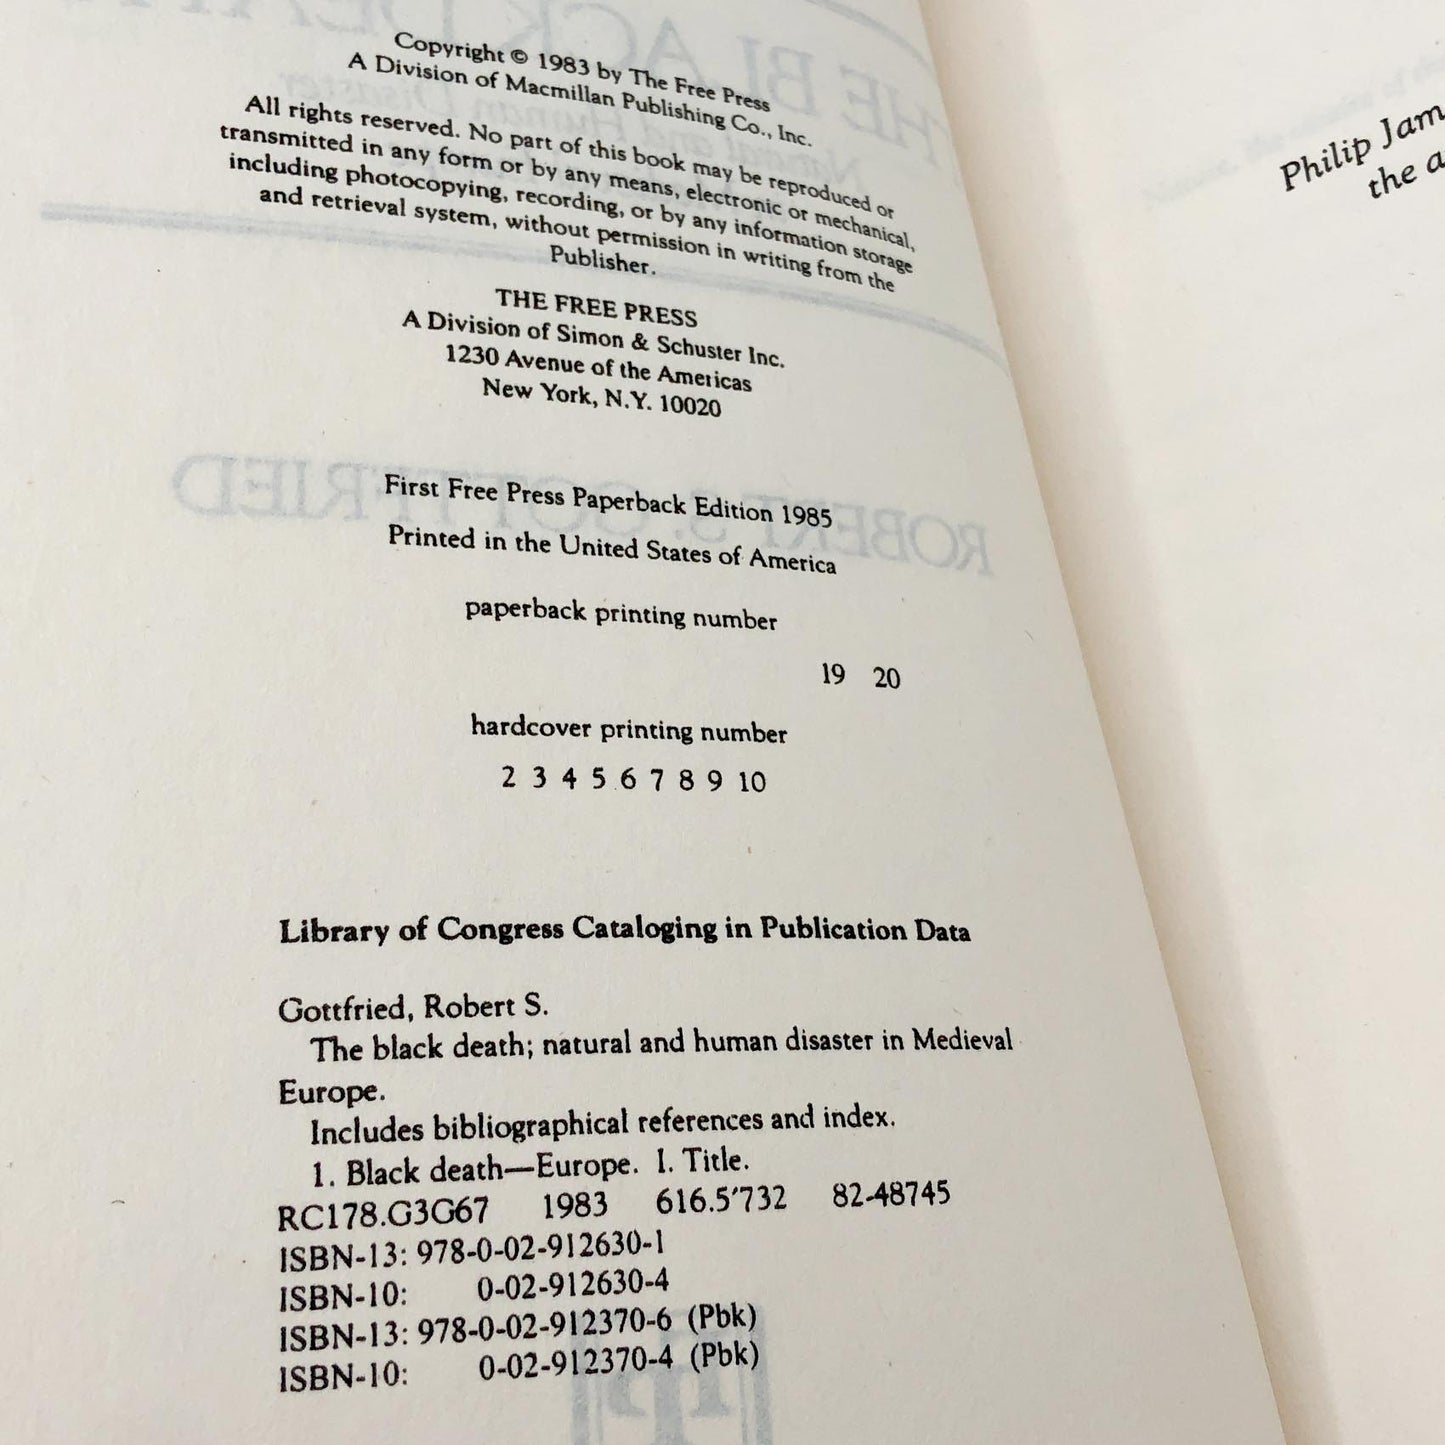 Copyright © 1983 by The Free Press
A Division of Macmillan Publishing Co., Inc.
All rights reserved. No part of this book may be reproduced or
transmitted in any form or by any means, electronic or mechanical,
including photocopying, recording, or by any information storage
and retrieval system, without permission in writing from the
Publisher.
THE FREE PRESS
A Division of Simon & Schuster Inc.
1230 Avenue of the Americas
New York, N.Y. 10020
First Free Press Paperback Edition 1985
Printed in the United States of America
paperback printing number
19 20
hardcover printing number
2 3 4 5 6 7 8 9 10
Library of Congress Cataloging in Publication Data
Gottfried, Robert S.
The black death; natural and human disaster in Medieval
Europe.
Includes bibliographical references and index.
1. Black death—Europe. I. Title.
RC178.G3G67 1983 616.5'732 82-48745
ISBN-13: 978-0-02-912630-1
ISBN-10: 0-02-912630-4
ISBN-13: 978-0-02-912370-6 (Pbk)
ISBN-10: 0-02-912370-4 (Pbk)
Philip Jam
the a